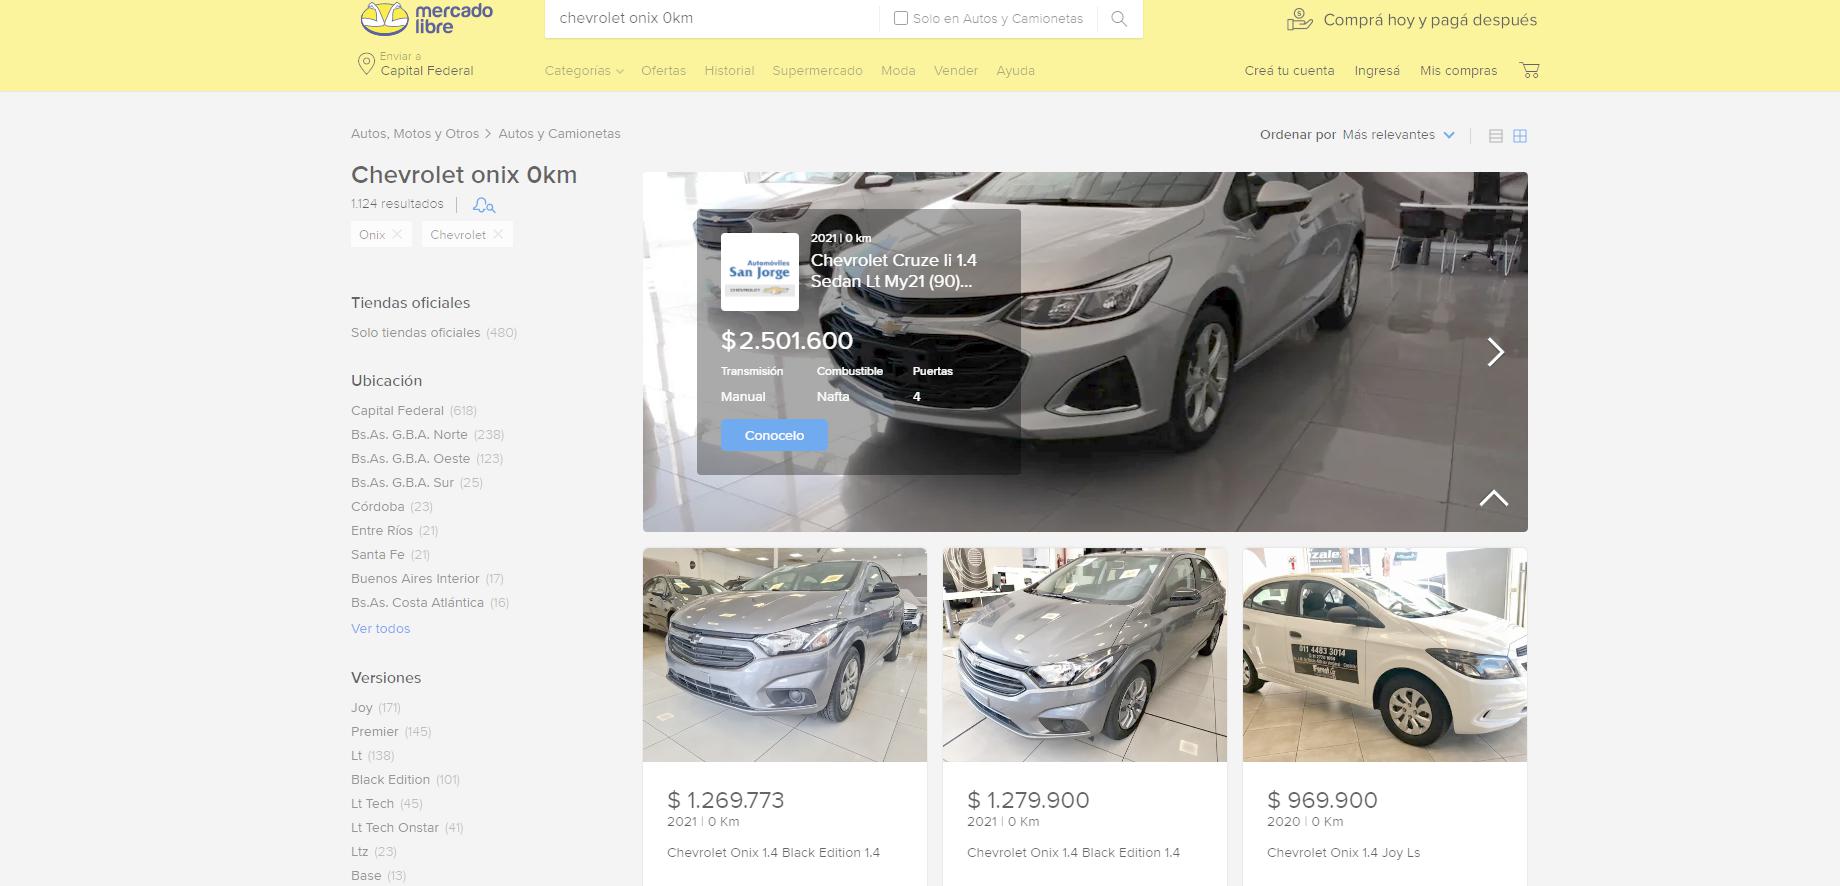 mercado
libre
chevrolet onix 0km
Solo en Autos y Camionetas
Comprá hoy y pagá después
Enviar a
Capital Federal
Categorías
Ofertas
Historial
Supermercado
Moda
Vender
Ayuda
Creá tu cuenta
Ingresá
Mis compras
Autos, Motos y Otros > Autos y Camionetas
Ordenar por Más relevantes
Chevrolet onix 0km
1.124 resultados
Onix
Chevrolet
Tiendas oficiales
Solo tiendas oficiales (480)
Ubicación
Capital Federal (618)
Bs.As. G.B.A. Norte (238)
Bs.As. G.B.A. Oeste (123)
Bs.As. G.B.A. Sur (25)
Córdoba (23)
Entre Ríos (21)
Santa Fe (21)
Buenos Aires Interior (17)
Bs.As. Costa Atlántica (16)
Ver todos
Versiones
Joy (171)
Premier (145)
Lt (138)
Black Edition (101)
Lt Tech (45)
Lt Tech Onstar (41)
Ltz (23)
Base (13)
Automóviles
San Jorge
CHEVROLET
2021 | 0 km
Chevrolet Cruze Ii 1.4
Sedan Lt My21 (90)...
$ 2.501.600
Transmisión Combustible Puertas
Manual Nafta 4
Conocelo
011 4483 3014
$ 1.269.773
2021 | 0 Km
Chevrolet Onix 1.4 Black Edition 1.4
$ 1.279.900
2021 | 0 Km
Chevrolet Onix 1.4 Black Edition 1.4
$ 969.900
2020 | 0 Km
Chevrolet Onix 1.4 Joy Ls